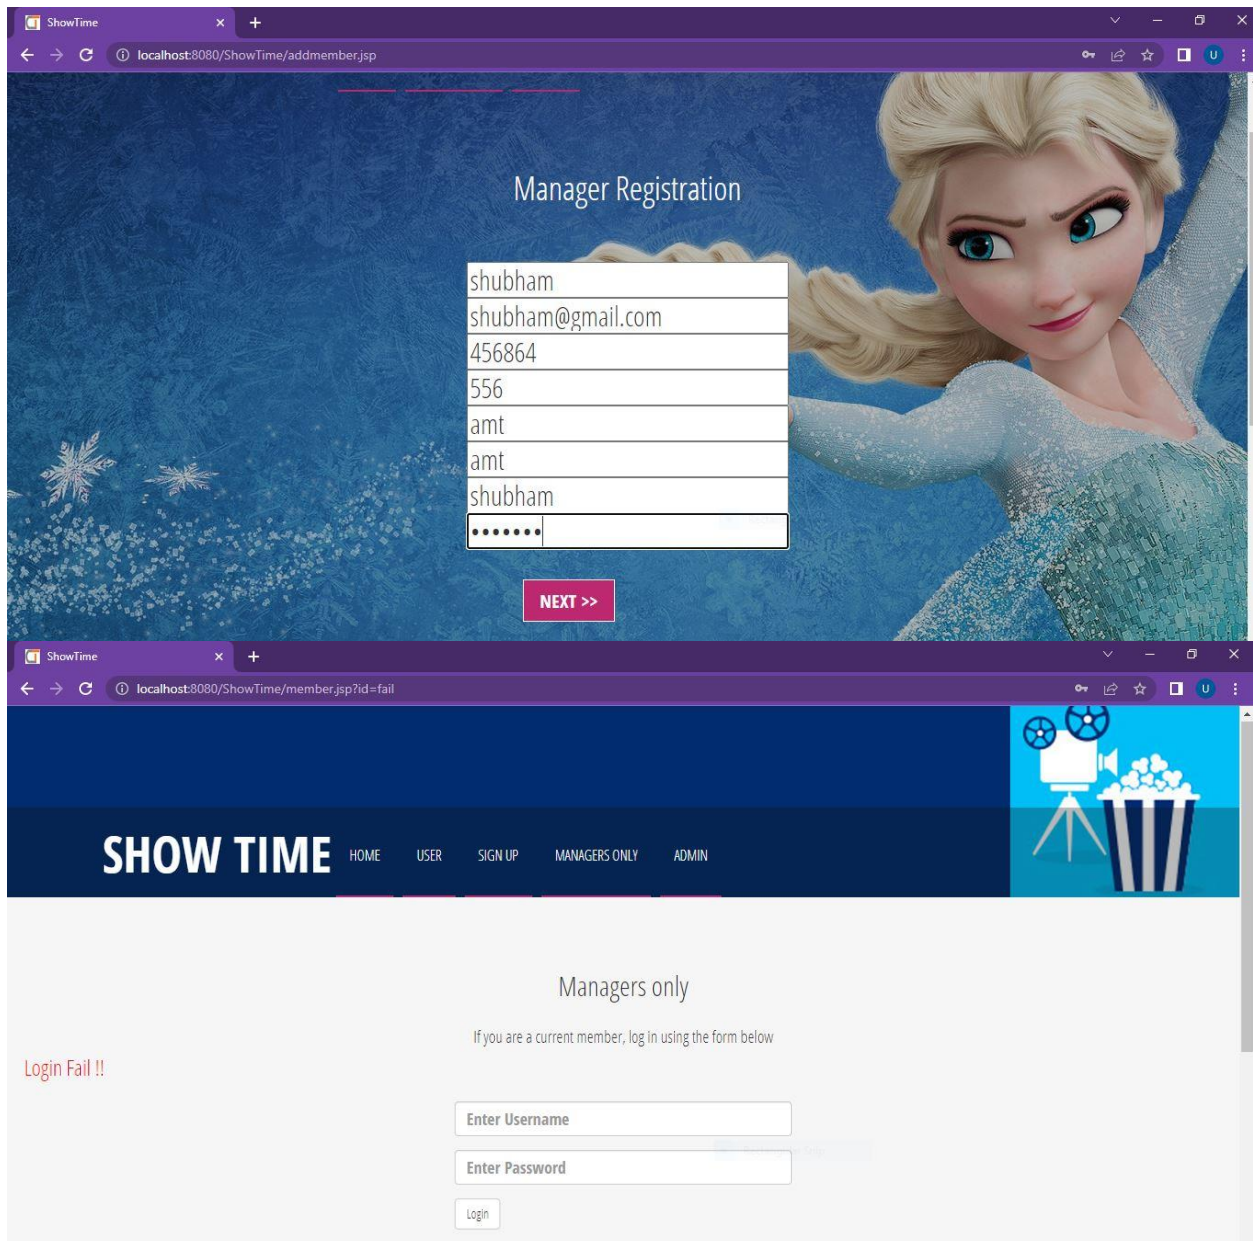 ShowTime
localhost:8080/ShowTime/addmember.jsp
U
Manager Registration
shubham
shubham@gmail.com
456864
556
amt
amt
shubham
•••••••
NEXT >>
ShowTime
localhost:8080/ShowTime/member.jsp?id=fail
U
SHOW TIME HOME USER SIGN UP MANAGERS ONLY ADMIN
Managers only
If you are a current member, log in using the form below
Login Fail !!
Enter Username
Enter Password
Login